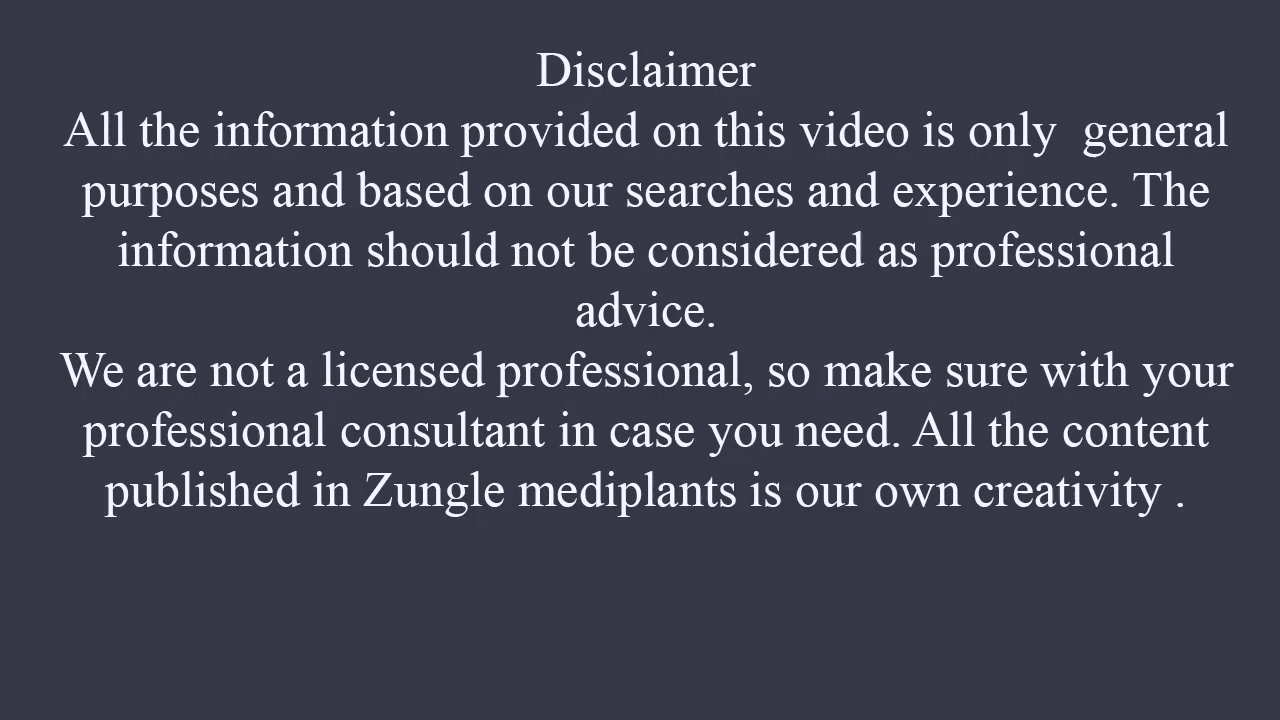 Disclaimer
All the information provided on this video is only  general
purposes and based on our searches and experience. The
information should not be considered as professional
advice.
We are not a licensed professional, so make sure with your
professional consultant in case you need. All the content
published in Zungle mediplants is our own creativity .